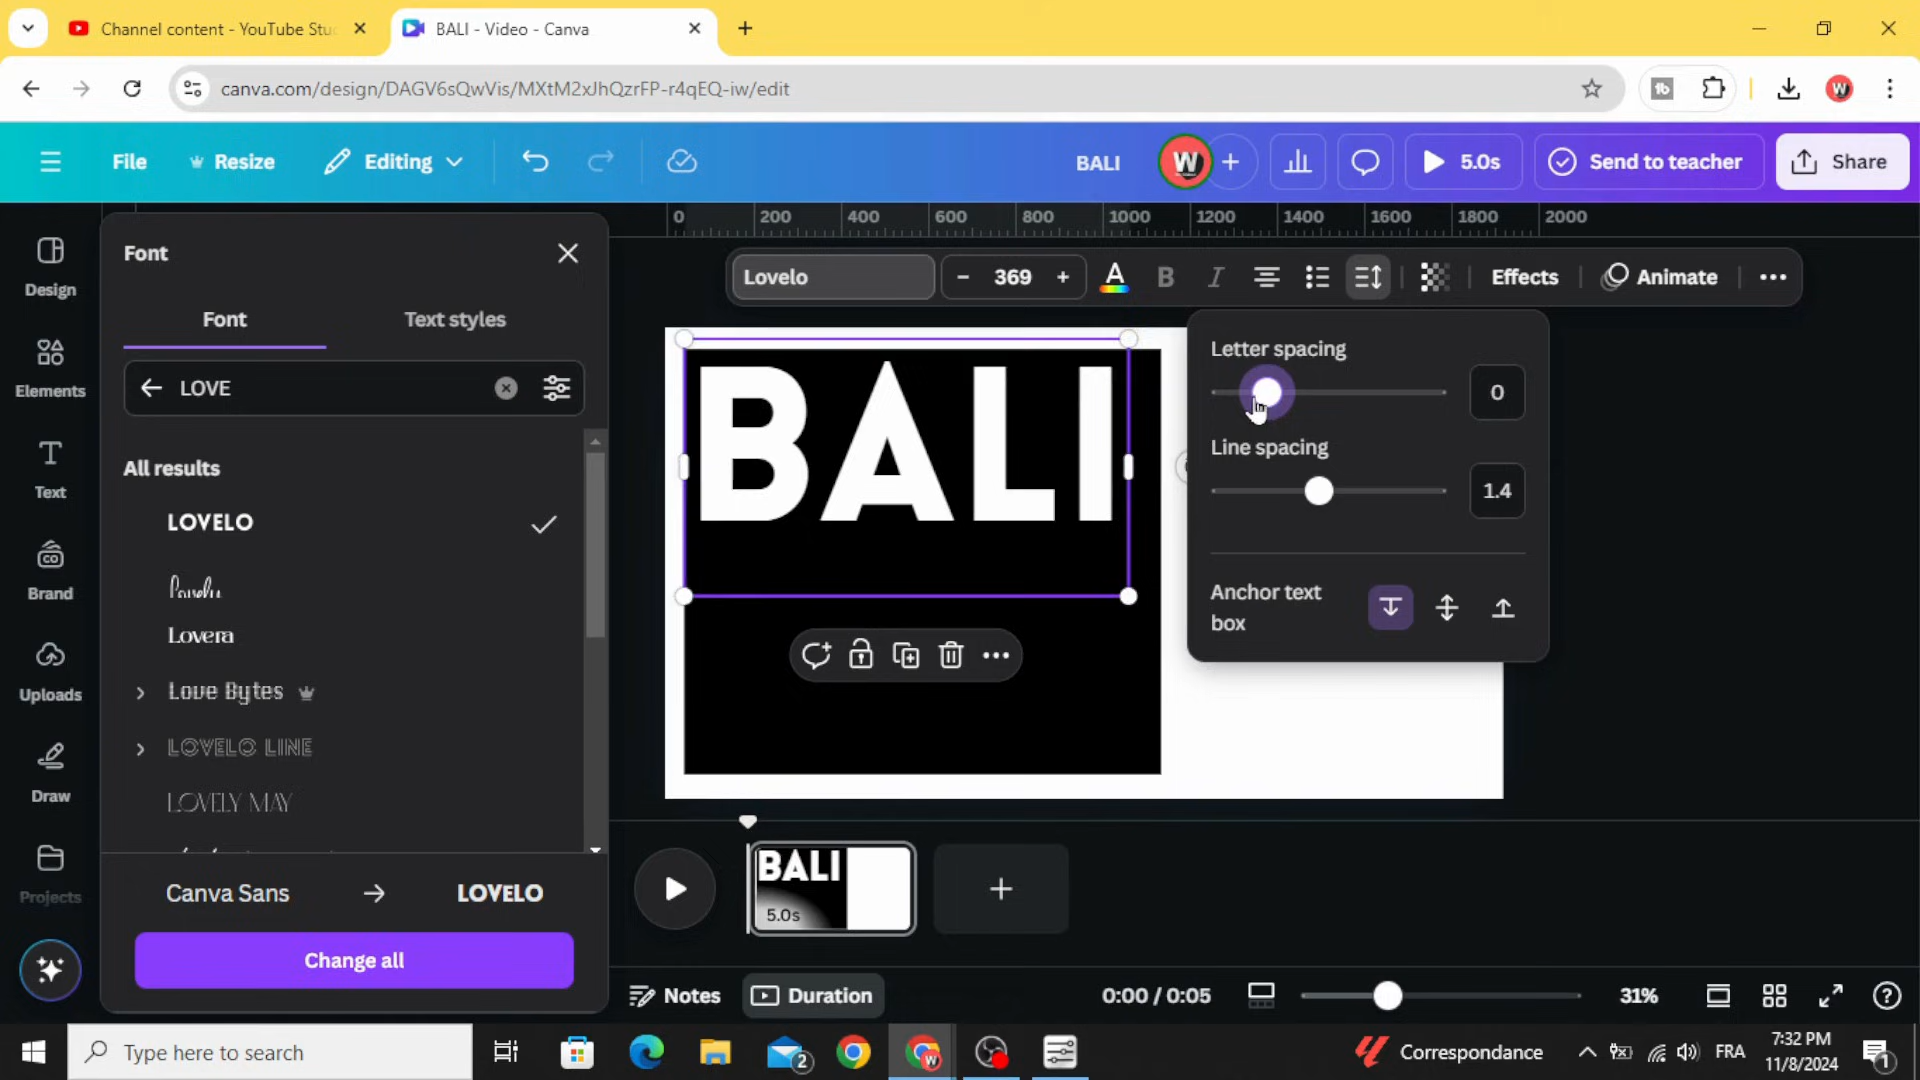 Channel content - YouTube Stu
BALI - Video - Canva
canva.com/design/DAGV6sQwVis/MXtM2xJhQzrFP-r4qEQ-iw/edit
File
Resize
Editing
BALI
W
5.0s
Send to teacher
Share
0 200 400 600 800 1000 1200 1400 1600 1800 2000
Design
Elements
Text
Brand
Uploads
Draw
Projects
Font
Font
Text styles
LOVE
All results
LOVELO
Lovera
Love Bytes
LOVELO LINE
LOVELY MAY
Canva Sans
LOVELO
Change all
Lovelo
369
A
B
I
Effects
Animate
BALI
Letter spacing
0
Line spacing
1.4
Anchor text
box
BALI
5.0s
Notes
Duration
0:00 / 0:05
31%
Type here to search
2
Correspondance
FRA
7:32 PM
11/8/2024
1